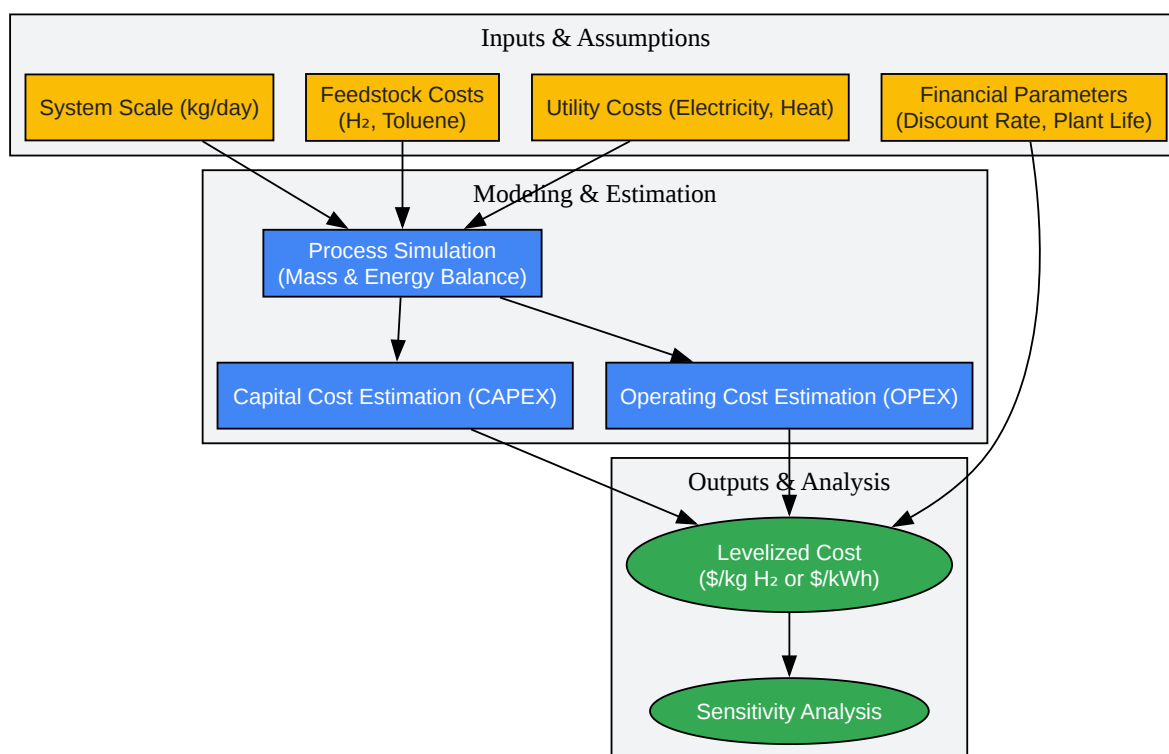 Inputs & Assumptions
System Scale (kg/day)
Feedstock Costs
(H₂, Toluene)
Utility Costs (Electricity, Heat)
Financial Parameters
(Discount Rate, Plant Life)
Modeling & Estimation
Process Simulation
(Mass & Energy Balance)
Capital Cost Estimation (CAPEX)
Operating Cost Estimation (OPEX)
Outputs & Analysis
Levelized Cost
($/kg H₂ or $/kWh)
Sensitivity Analysis